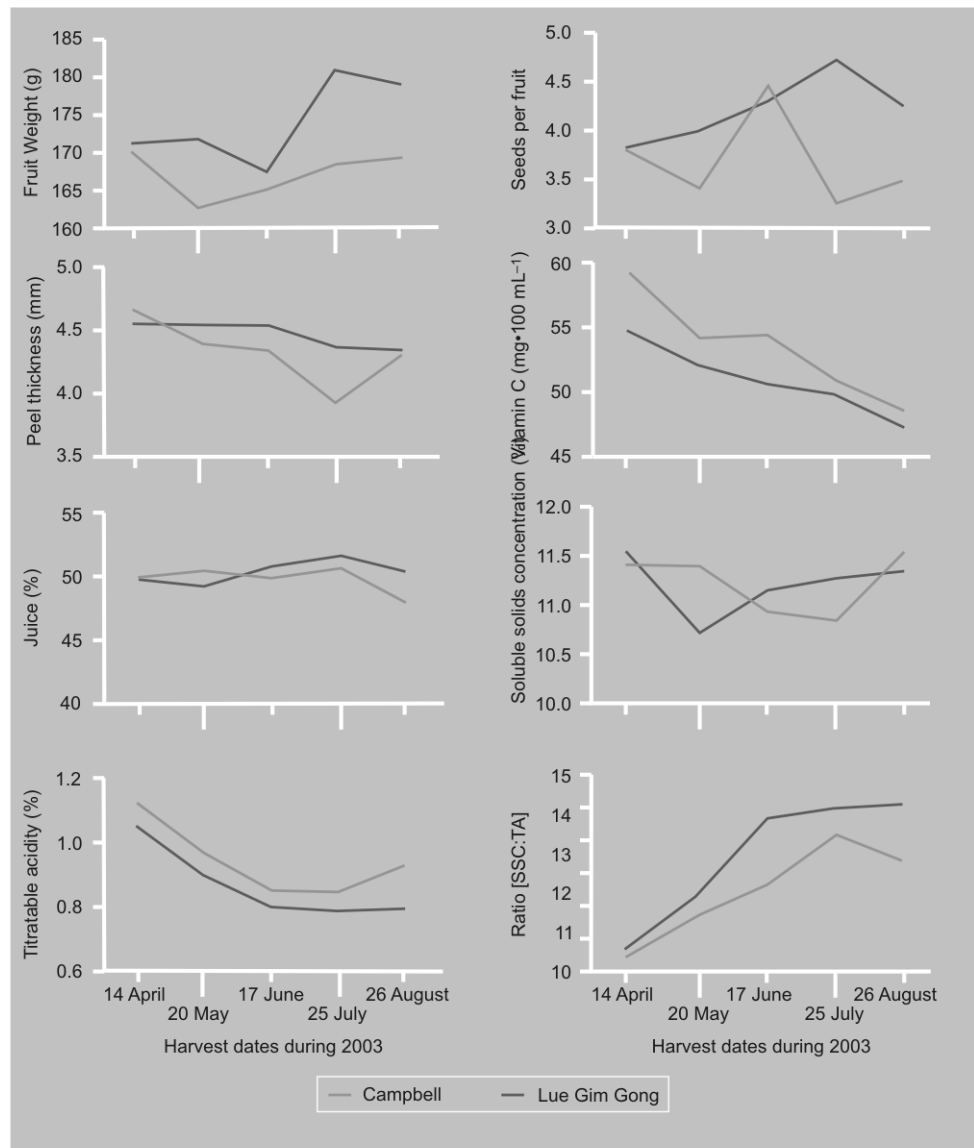 Fruit Weight (g)
185
180
175
170
165
160
Seeds per fruit
5.0
4.5
4.0
3.5
3.0
Peel thickness (mm)
5.0
4.5
4.0
3.5
Vitamin C (mg•100 mL⁻¹)
60
55
50
45
Juice (%)
55
50
45
40
Soluble solids concentration (%)
12.0
11.5
11.0
10.5
10.0
Titratable acidity (%)
1.2
1.0
0.8
0.6
14 April
20 May
17 June
25 July
26 August
Harvest dates during 2003
Ratio [SSC:TA]
15
14
13
12
11
10
14 April
20 May
17 June
25 July
26 August
Harvest dates during 2003
Campbell
Lue Gim Gong